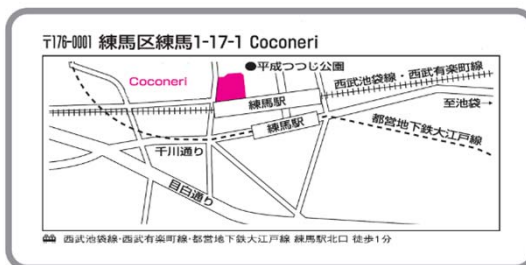 〒176-0001 練馬区練馬1-17-1 Coconeri
●平成つつじ公園
Coconeri
西武池袋線・西武有楽町線
練馬駅
至池袋→
練馬駅
都営地下鉄大江戸線
千川通り
目白通り
西武池袋線・西武有楽町線・都営地下鉄大江戸線 練馬駅北口 徒歩1分